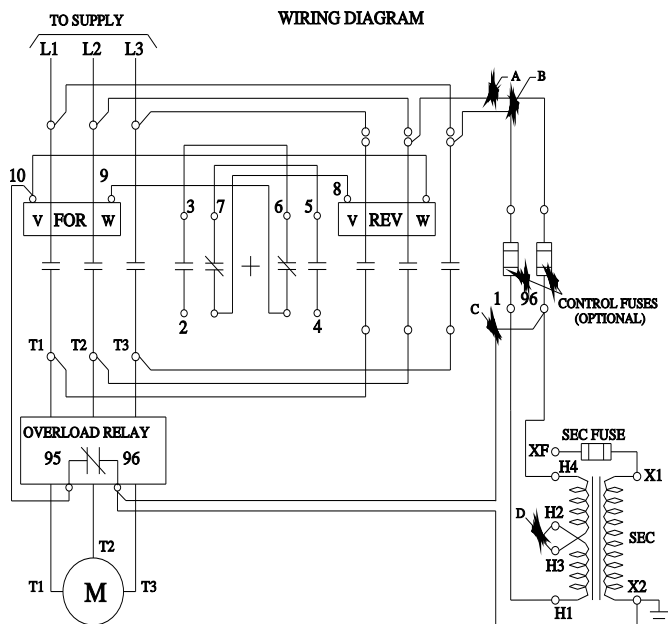 WIRING DIAGRAM
TO SUPPLY
L1 L2 L3
A B
10 9 3 7 6 5 8
V FOR W
V REV W
1 96
CONTROL FUSES
(OPTIONAL)
C
2 4
T1 T2 T3
OVERLOAD RELAY
95 96
XF SEC FUSE
H4 X1
D H2
H3 SEC
T2
T1 M T3
X2
H1